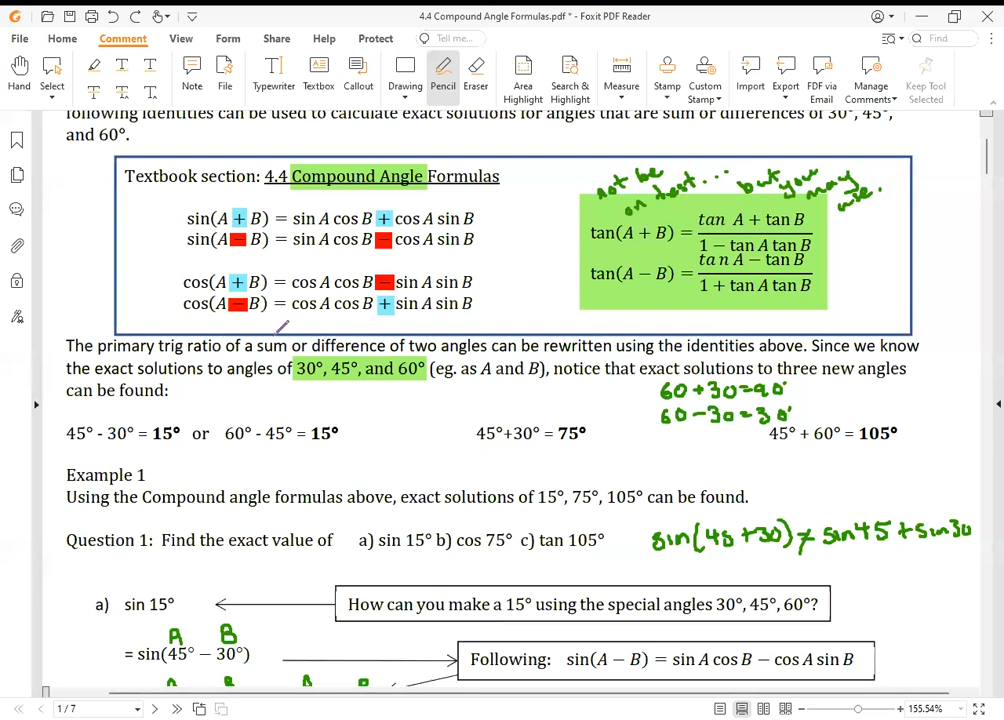 4.4 Compound Angle Formulas.pdf * - Foxit PDF Reader
File Home Comment View Form Share Help Protect Tell me... Find
Hand Select Note File Typewriter Textbox Callout Drawing Pencil Eraser Area Highlight Search & Highlight Measure Stamp Custom Stamp Import Export FDF via Email Manage Comments Keep Tool Selected
following identities can be used to calculate exact solutions for angles that are sum or differences of 30°, 45°,
and 60°.
Textbook section: 4.4 Compound Angle Formulas
not be on test... but you may use.
sin(A + B) = sin A cos B + cos A sin B
sin(A − B) = sin A cos B − cos A sin B
cos(A + B) = cos A cos B − sin A sin B
cos(A − B) = cos A cos B + sin A sin B
tan(A + B) = tan A + tan B / 1 − tan A tan B
tan(A − B) = tan A − tan B / 1 + tan A tan B
The primary trig ratio of a sum or difference of two angles can be rewritten using the identities above. Since we know
the exact solutions to angles of 30°, 45°, and 60° (eg. as A and B), notice that exact solutions to three new angles
can be found:
60 + 30 = 90°
60 − 30 = 30°
45° - 30° = 15° or 60° - 45° = 15° 45°+30° = 75° 45° + 60° = 105°
Example 1
Using the Compound angle formulas above, exact solutions of 15°, 75°, 105° can be found.
Question 1: Find the exact value of a) sin 15° b) cos 75° c) tan 105°
sin(45+30) ≠ sin45 + sin30
a) sin 15° How can you make a 15° using the special angles 30°, 45°, 60°?
A B
= sin(45° − 30°) Following: sin(A − B) = sin A cos B − cos A sin B
A B A B
1 / 7 155.54%